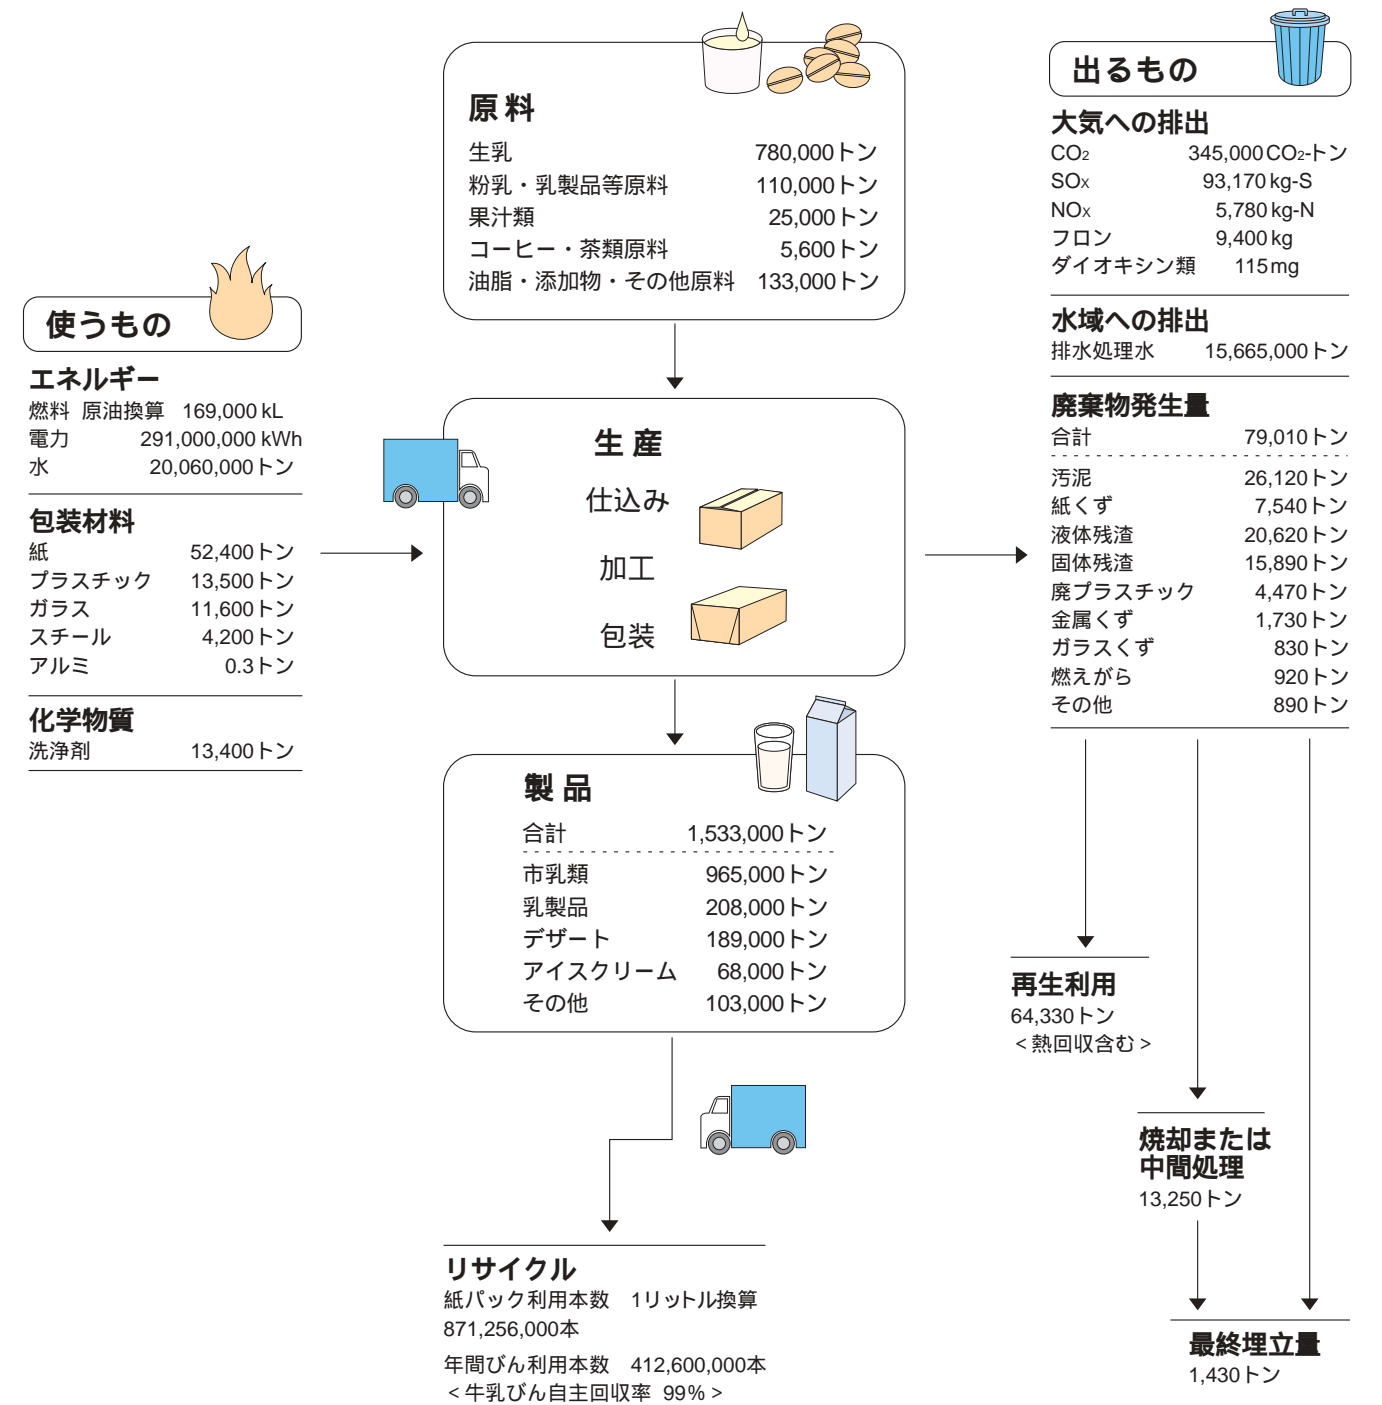 原料
生乳 780,000トン
粉乳・乳製品等原料 110,000トン
果汁類 25,000トン
コーヒー・茶類原料 5,600トン
油脂・添加物・その他原料 133,000トン
使うもの
エネルギー
燃料 原油換算 169,000 kL
電力 291,000,000 kWh
水 20,060,000トン
包装材料
紙 52,400トン
プラスチック 13,500トン
ガラス 11,600トン
スチール 4,200トン
アルミ 0.3トン
化学物質
洗浄剤 13,400トン
生産
仕込み
加工
包装
製品
合計 1,533,000トン
市乳類 965,000トン
乳製品 208,000トン
デザート 189,000トン
アイスクリーム 68,000トン
その他 103,000トン
リサイクル
紙パック利用本数 1リットル換算
871,256,000本
年間びん利用本数 412,600,000本
<牛乳びん自主回収率 99%>
出るもの
大気への排出
CO2 345,000CO2-トン
SOX 93,170 kg-S
NOX 5,780 kg-N
フロン 9,400 kg
ダイオキシン類 115mg
水域への排出
排水処理水 15,665,000トン
廃棄物発生量
合計 79,010トン
汚泥 26,120トン
紙くず 7,540トン
液体残渣 20,620トン
固体残渣 15,890トン
廃プラスチック 4,470トン
金属くず 1,730トン
ガラスくず 830トン
燃えがら 920トン
その他 890トン
再生利用
64,330トン
<熱回収含む>
焼却または
中間処理
13,250トン
最終埋立量
1,430トン